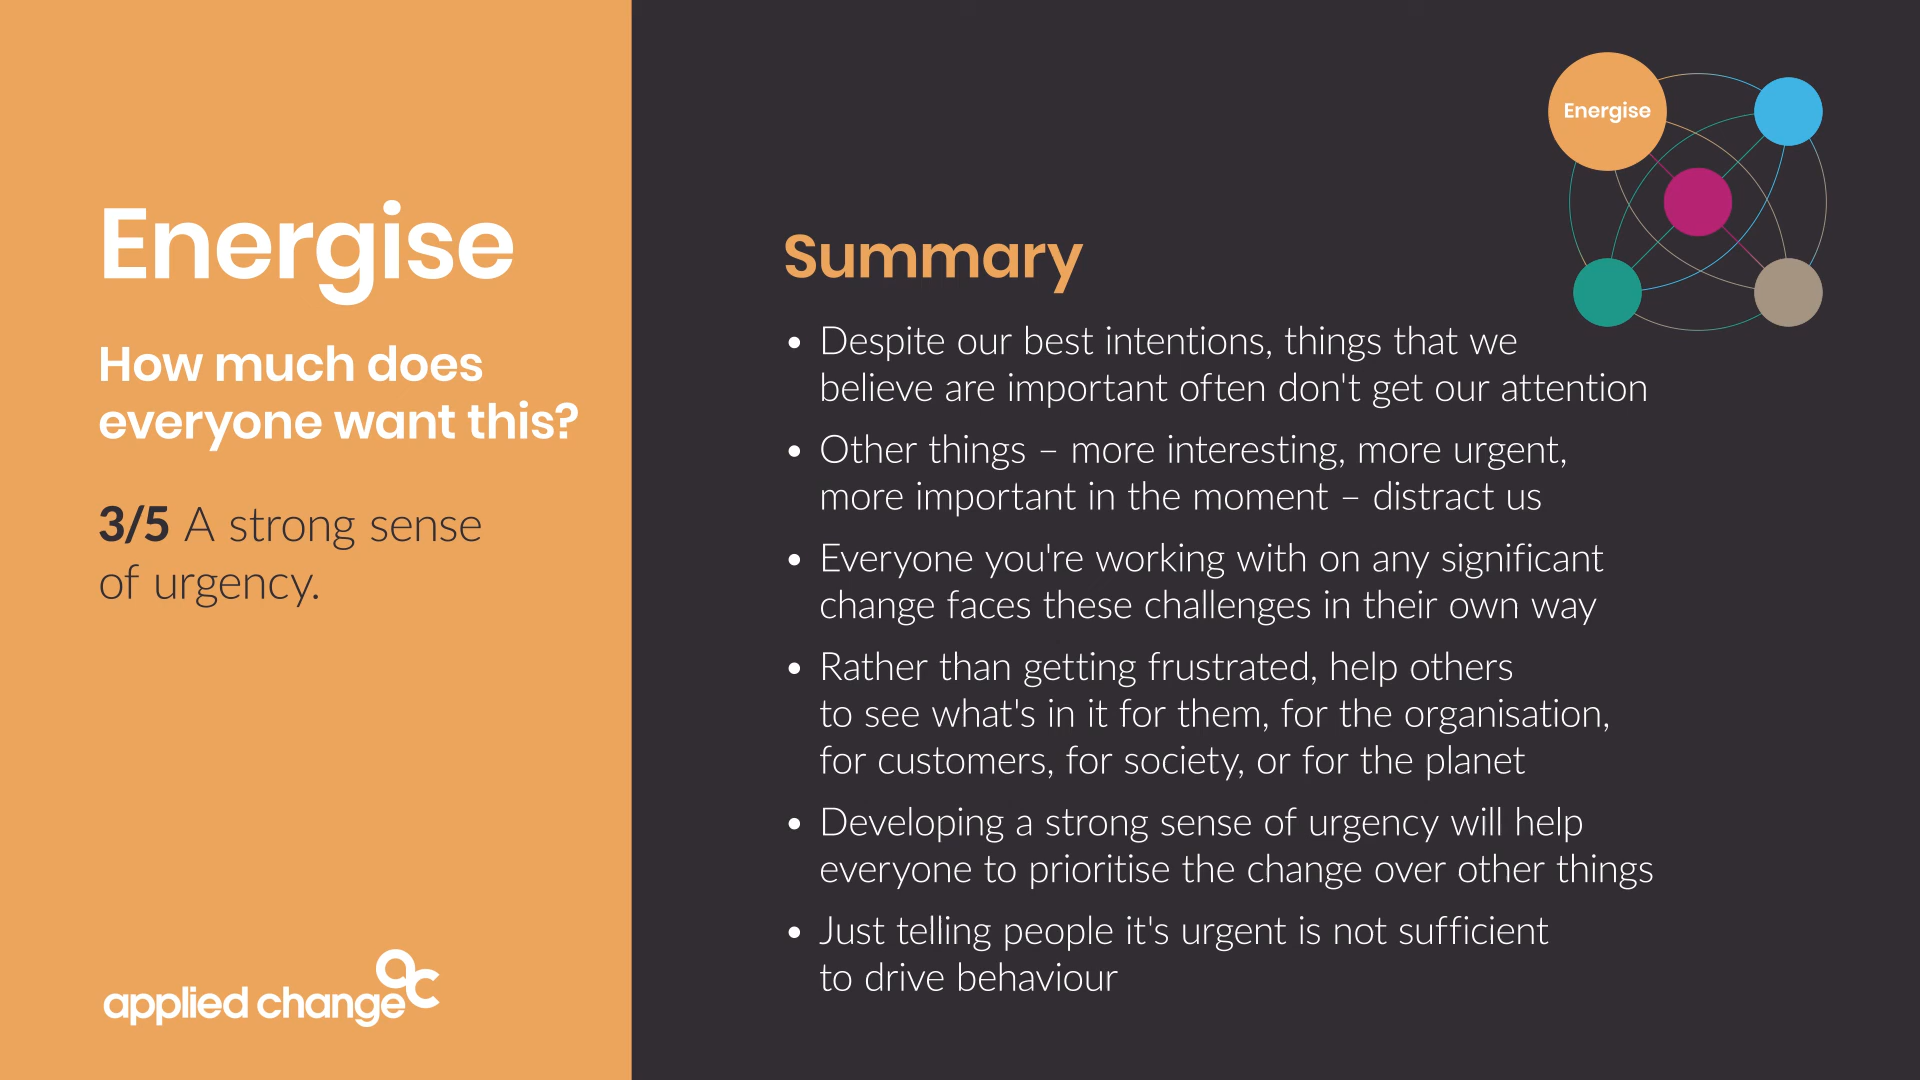 Energise
How much does
everyone want this?
3/5 A strong sense
of urgency.
applied change
ac
Energise
Summary
• Despite our best intentions, things that we
believe are important often don't get our attention
• Other things – more interesting, more urgent,
more important in the moment – distract us
• Everyone you're working with on any significant
change faces these challenges in their own way
• Rather than getting frustrated, help others
to see what's in it for them, for the organisation,
for customers, for society, or for the planet
• Developing a strong sense of urgency will help
everyone to prioritise the change over other things
• Just telling people it's urgent is not sufficient
to drive behaviour